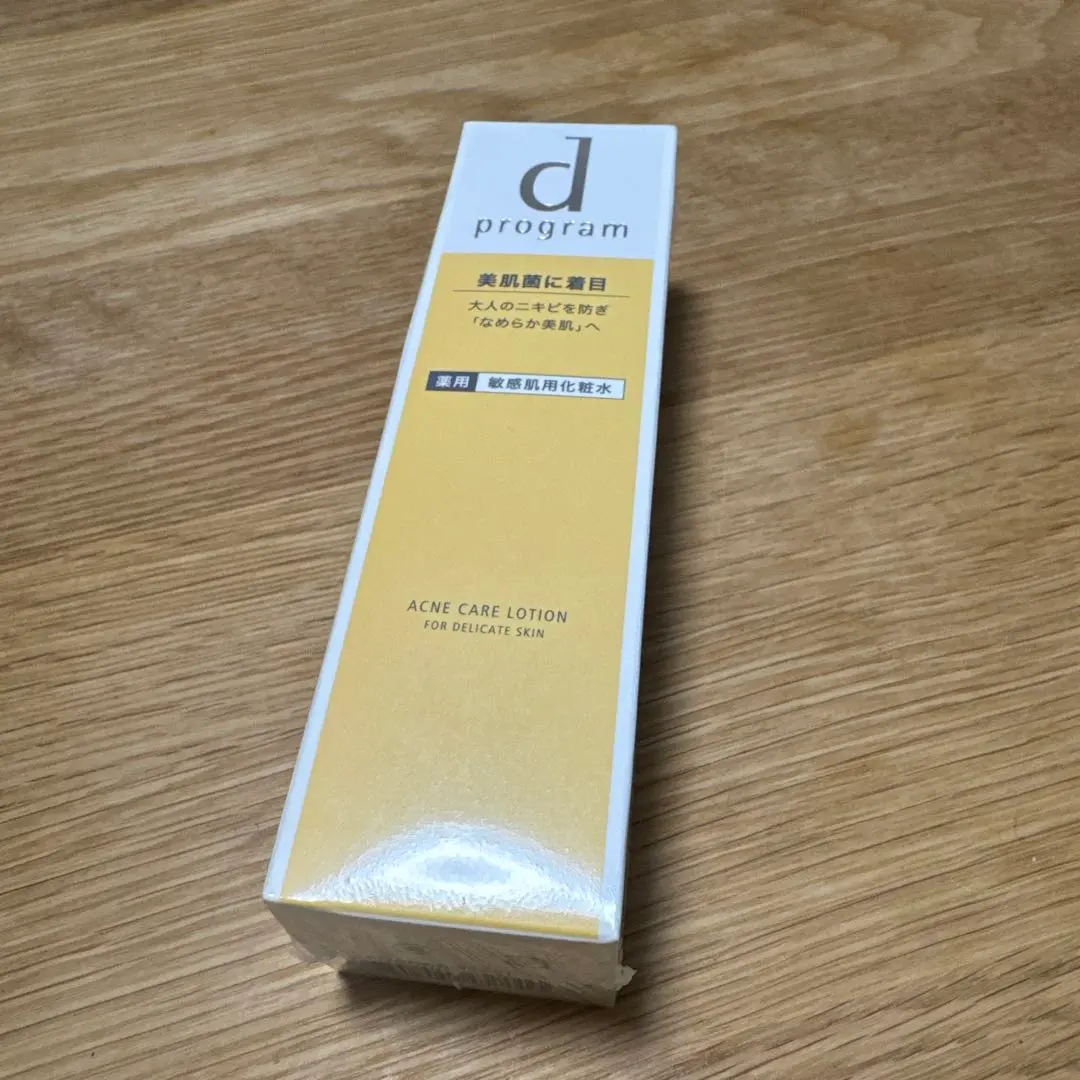 d
program
美肌菌に着目
大人のニキビを防ぎ
「なめらか美肌」へ
薬用 敏感肌用化粧水
ACNE CARE LOTION
FOR DELICATE SKIN